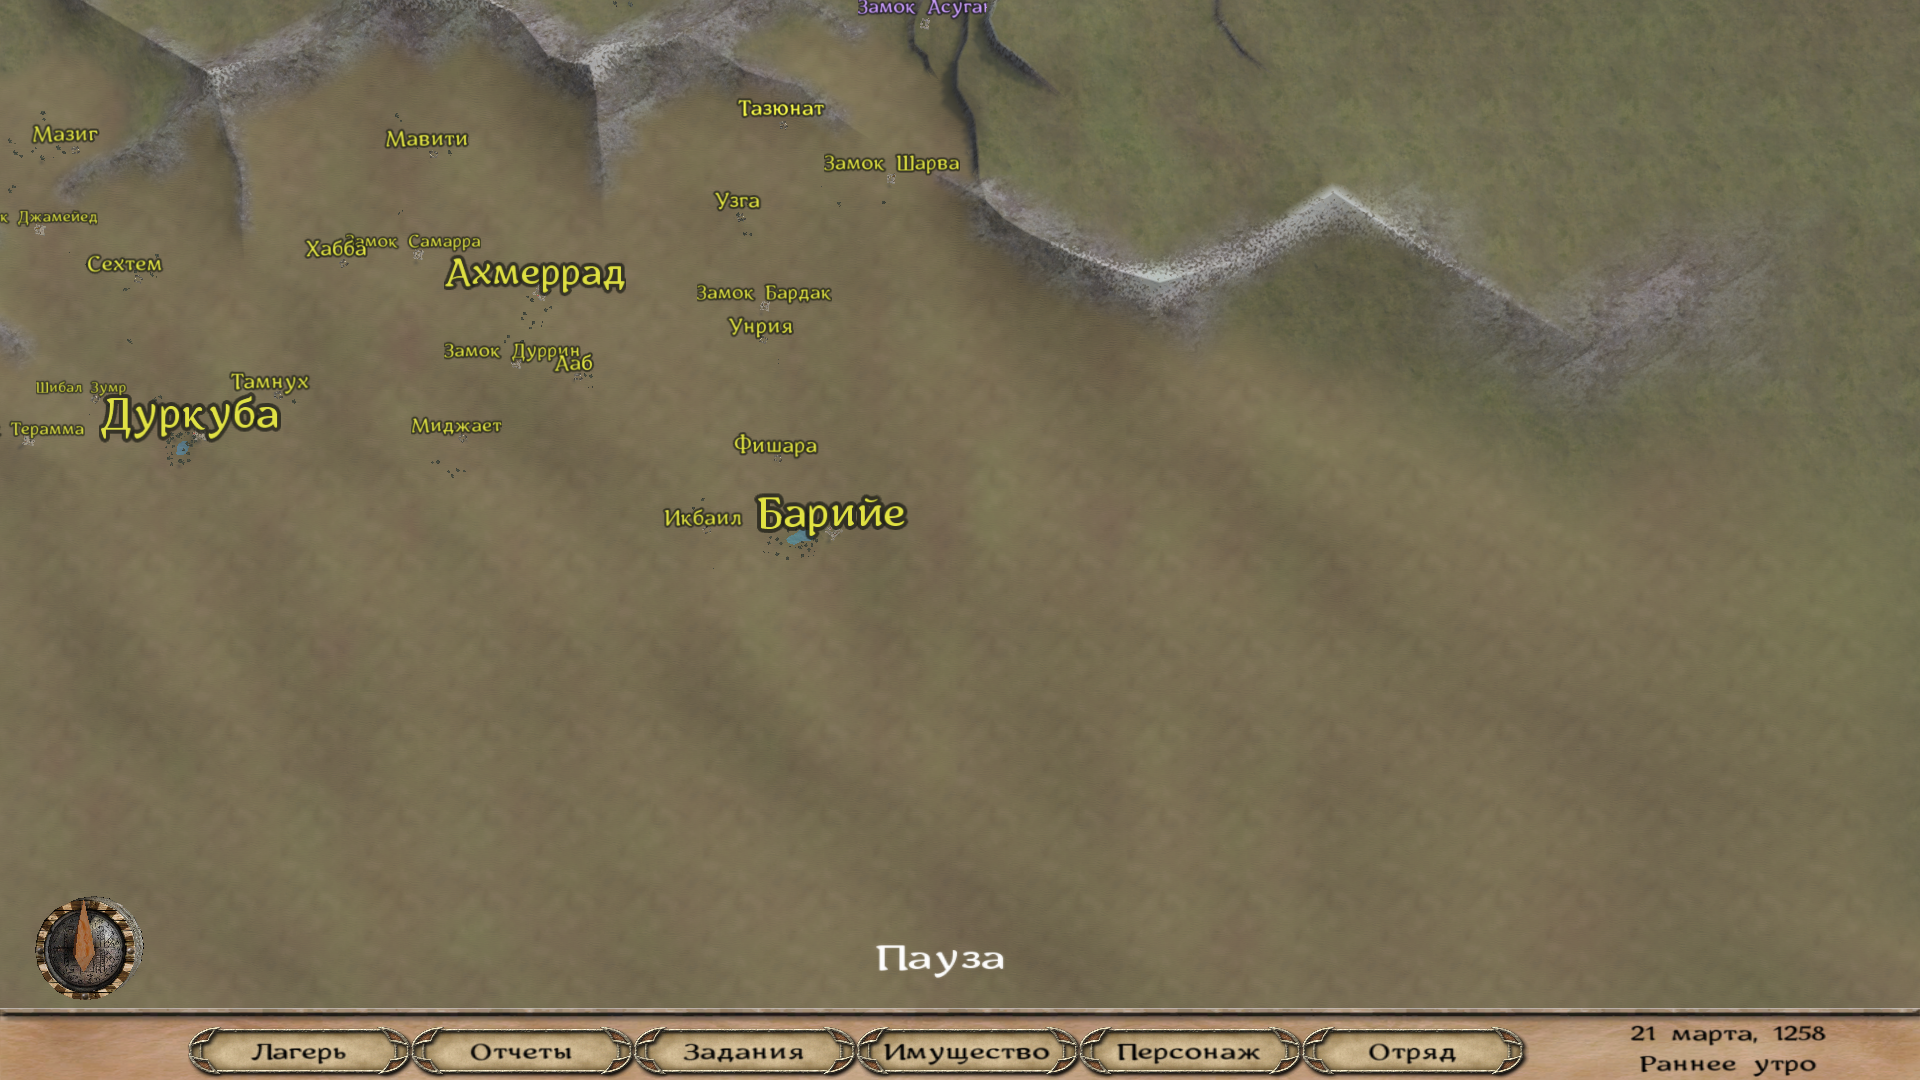 Замок Асуган
Тазюнат
Мазиг
Мавити
Замок Шарва
Узга
к Джамейед
Хабба
Замок Самарра
Сехтем
Ахмеррад
Замок Бардак
Унрия
Замок Дуррин
Ааб
Шибал Зумр
Тамнух
Дуркуба
Терамма
Миджает
Фишара
Икбаил
Барийе
Пауза
Лагерь
Отчеты
Задания
Имущество
Персонаж
Отряд
21 марта, 1258
Раннее утро